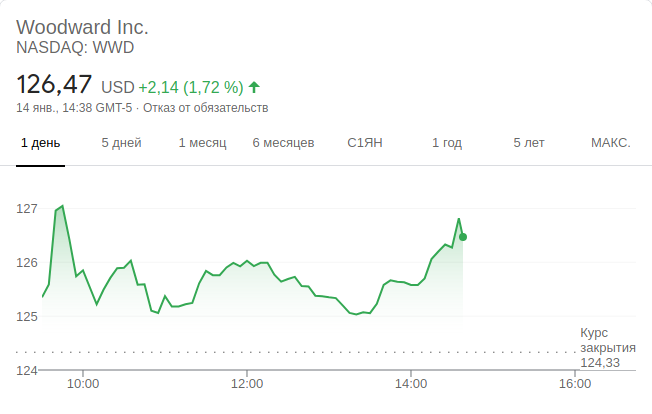 Woodward Inc.
NASDAQ: WWD
126,47 USD +2,14 (1,72 %)
14 янв., 14:38 GMT-5 · Отказ от обязательств
1 день 5 дней 1 месяц 6 месяцев С1ЯН 1 год 5 лет МАКС.
127
126
125
Курс
закрытия
124,33
124
10:00 12:00 14:00 16:00